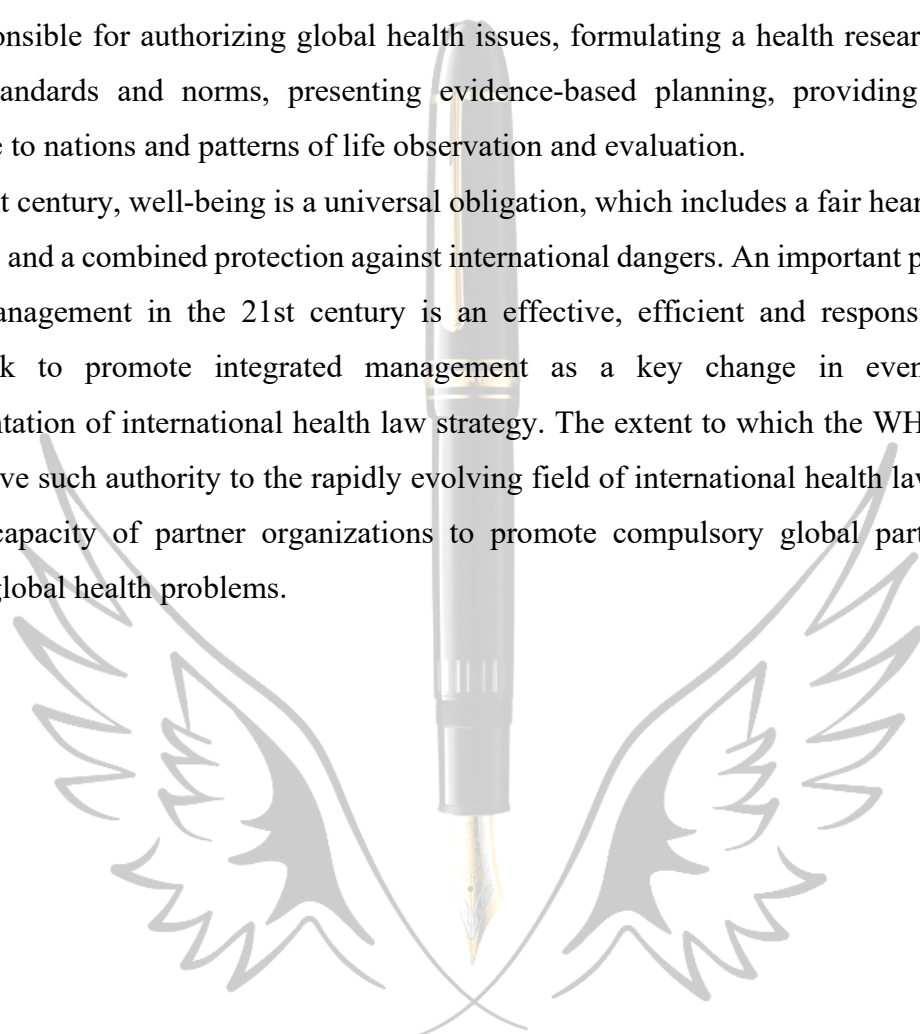 onsible for authorizing global health issues, formulating a health resear
andards and norms, presenting evidence-based planning, providing
e to nations and patterns of life observation and evaluation.
t century, well-being is a universal obligation, which includes a fair hear
and a combined protection against international dangers. An important p
anagement in the 21st century is an effective, efficient and respons
k to promote integrated management as a key change in even
ntation of international health law strategy. The extent to which the WH
ve such authority to the rapidly evolving field of international health law
capacity of partner organizations to promote compulsory global part
global health problems.